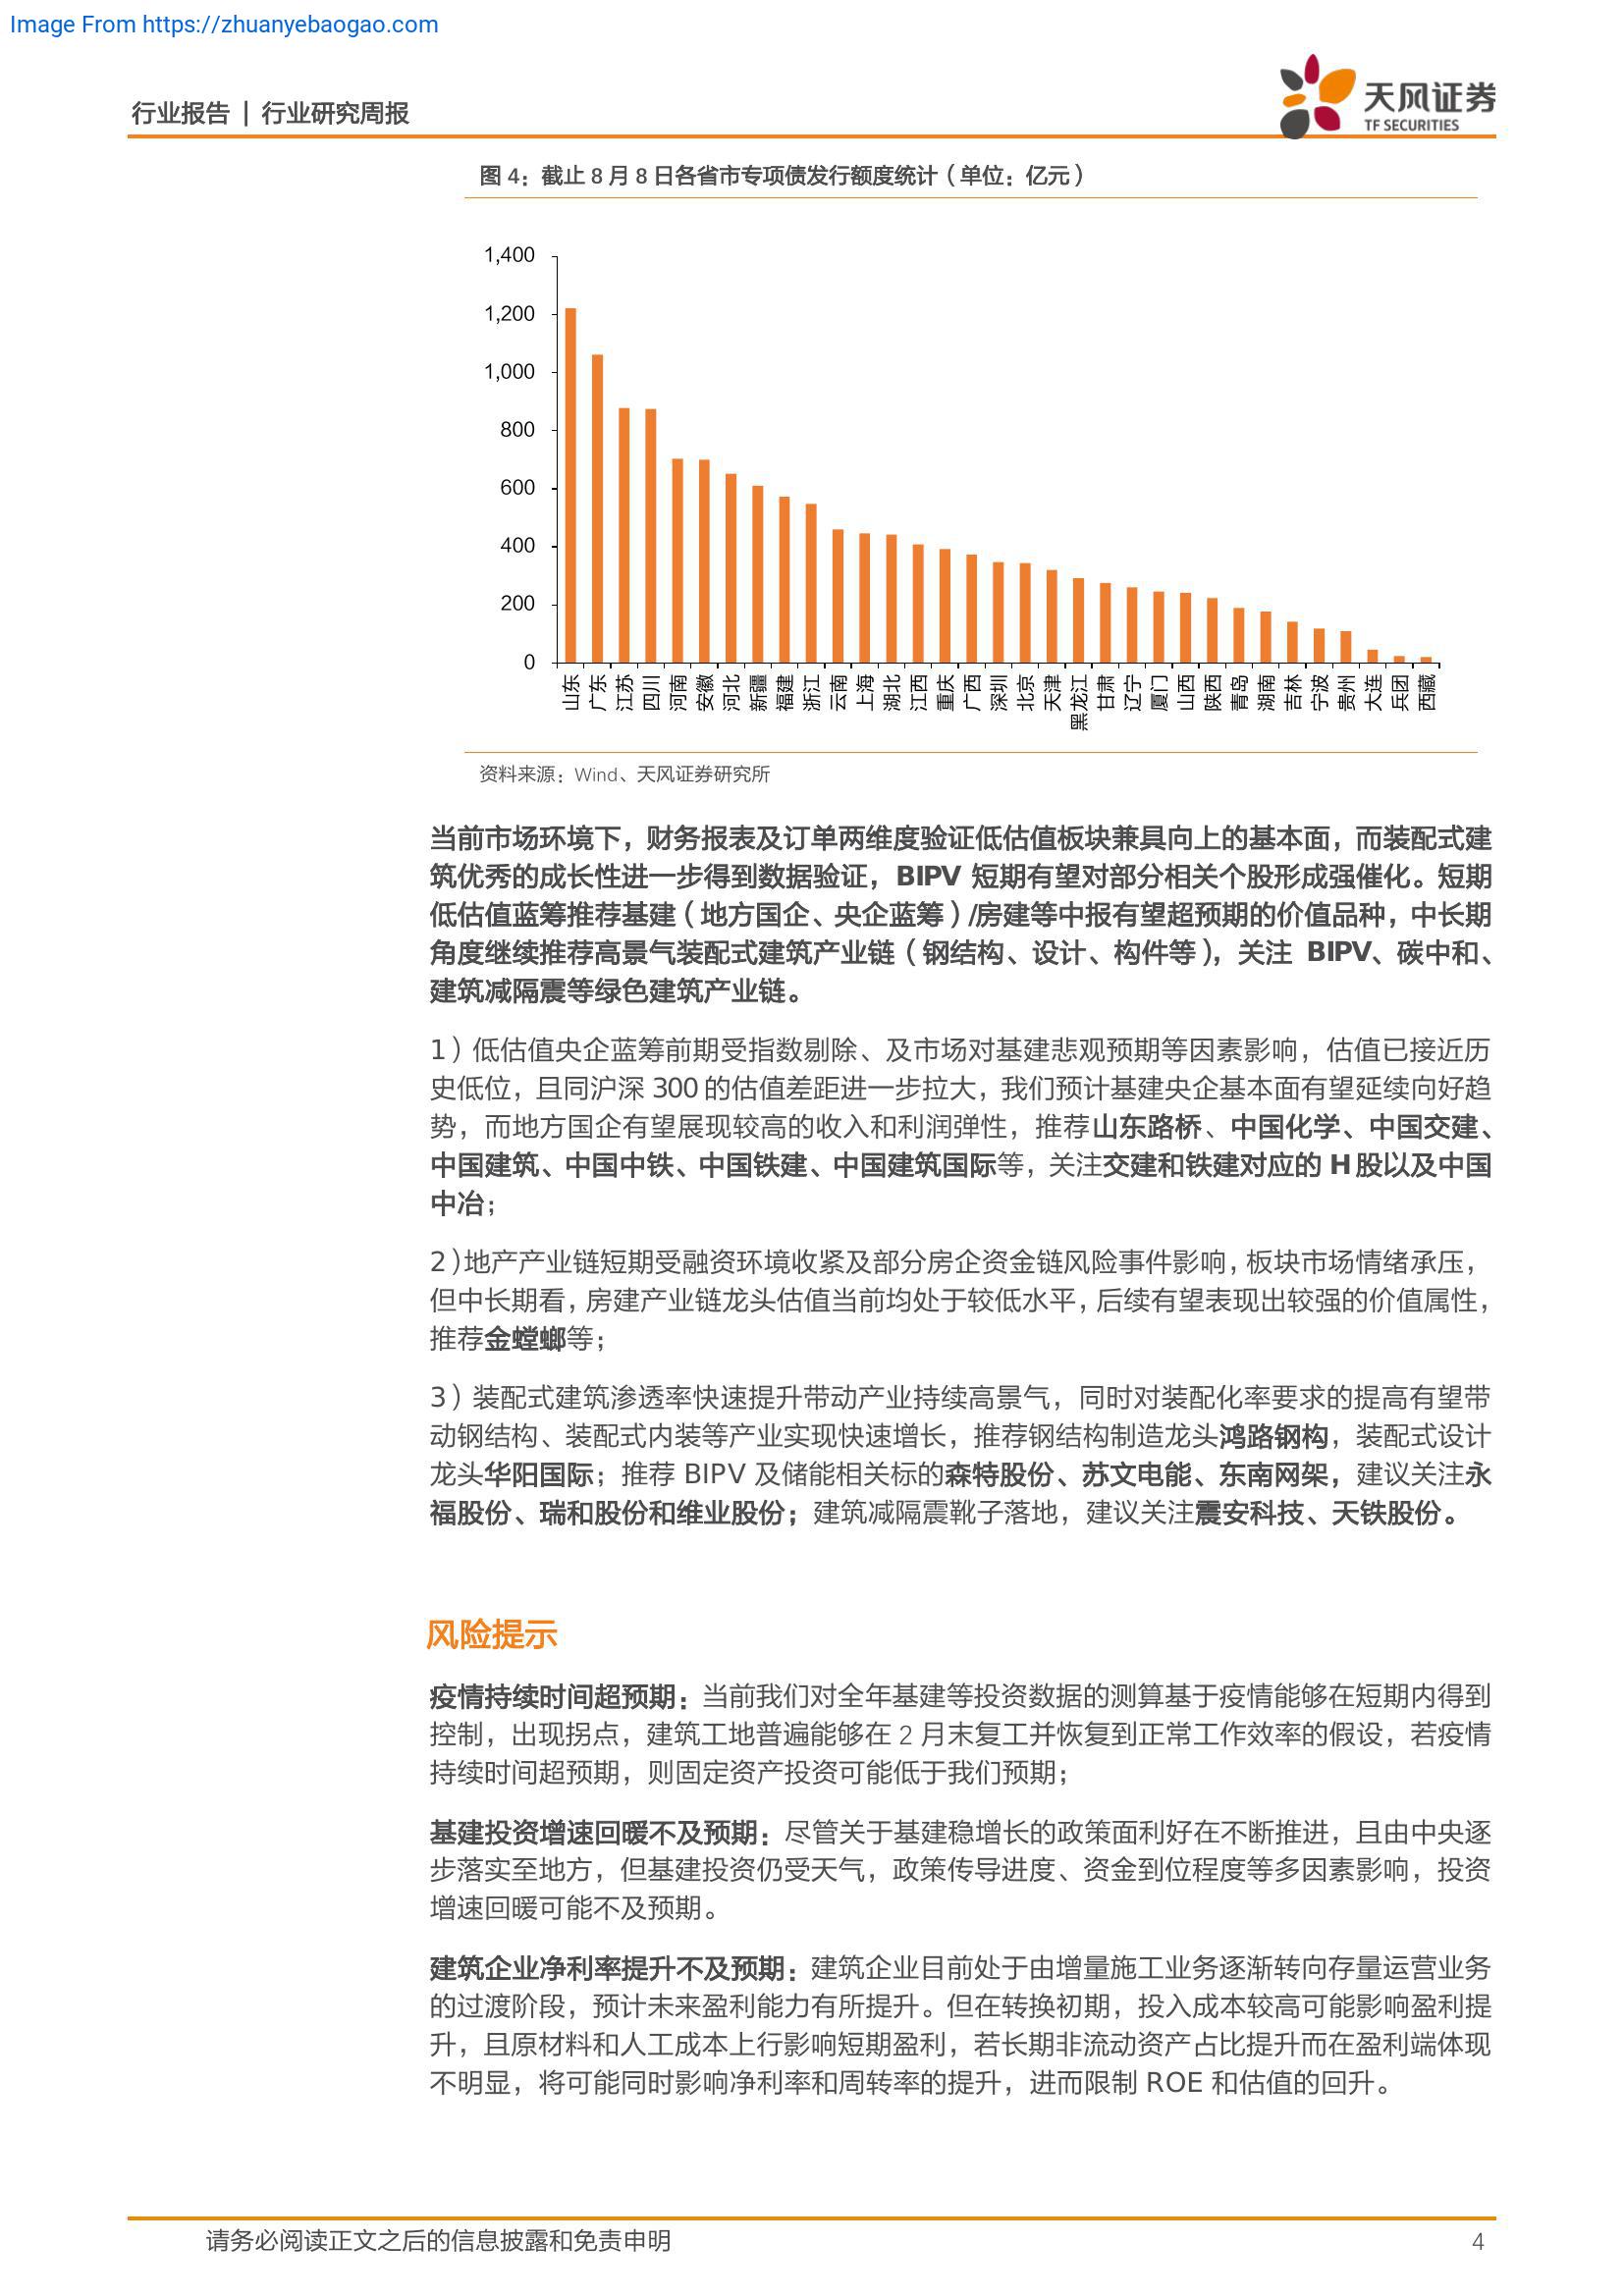 Image From https://zhuanyebaogao.com
行业报告 | 行业研究周报
天风证券
TF SECURITIES
图 4：截止 8 月 8 日各省市专项债发行额度统计（单位：亿元）
1,400
1,200
1,000
800
600
400
200
0
山东 广东 江苏 四川 河南 安徽 河北 新疆 福建 浙江 云南 上海 湖北 江西 重庆 广西 深圳 北京 天津 黑龙江 甘肃 辽宁 厦门 山西 陕西 青岛 湖南 吉林 宁波 贵州 大连 兵团 西藏
资料来源：Wind、天风证券研究所
当前市场环境下，财务报表及订单两维度验证低估值板块兼具向上的基本面，而装配式建
筑优秀的成长性进一步得到数据验证，BIPV 短期有望对部分相关个股形成强催化。短期
低估值蓝筹推荐基建（地方国企、央企蓝筹）/房建等中报有望超预期的价值品种，中长期
角度继续推荐高景气装配式建筑产业链（钢结构、设计、构件等），关注 BIPV、碳中和、
建筑减隔震等绿色建筑产业链。
1）低估值央企蓝筹前期受指数剔除、及市场对基建悲观预期等因素影响，估值已接近历
史低位，且同沪深 300 的估值差距进一步拉大，我们预计基建央企基本面有望延续向好趋
势，而地方国企有望展现较高的收入和利润弹性，推荐山东路桥、中国化学、中国交建、
中国建筑、中国中铁、中国铁建、中国建筑国际等，关注交建和铁建对应的 H 股以及中国
中冶；
2）地产产业链短期受融资环境收紧及部分房企资金链风险事件影响，板块市场情绪承压，
但中长期看，房建产业链龙头估值当前均处于较低水平，后续有望表现出较强的价值属性，
推荐金螳螂等；
3）装配式建筑渗透率快速提升带动产业持续高景气，同时对装配化率要求的提高有望带
动钢结构、装配式内装等产业实现快速增长，推荐钢结构制造龙头鸿路钢构，装配式设计
龙头华阳国际；推荐 BIPV 及储能相关标的森特股份、苏文电能、东南网架，建议关注永
福股份、瑞和股份和维业股份；建筑减隔震靴子落地，建议关注震安科技、天铁股份。
风险提示
疫情持续时间超预期：当前我们对全年基建等投资数据的测算基于疫情能够在短期内得到
控制，出现拐点，建筑工地普遍能够在 2 月末复工并恢复到正常工作效率的假设，若疫情
持续时间超预期，则固定资产投资可能低于我们预期；
基建投资增速回暖不及预期：尽管关于基建稳增长的政策面利好在不断推进，且由中央逐
步落实至地方，但基建投资仍受天气，政策传导进度、资金到位程度等多因素影响，投资
增速回暖可能不及预期。
建筑企业净利率提升不及预期：建筑企业目前处于由增量施工业务逐渐转向存量运营业务
的过渡阶段，预计未来盈利能力有所提升。但在转换初期，投入成本较高可能影响盈利提
升，且原材料和人工成本上行影响短期盈利，若长期非流动资产占比提升而在盈利端体现
不明显，将可能同时影响净利率和周转率的提升，进而限制 ROE 和估值的回升。
请务必阅读正文之后的信息披露和免责申明
4